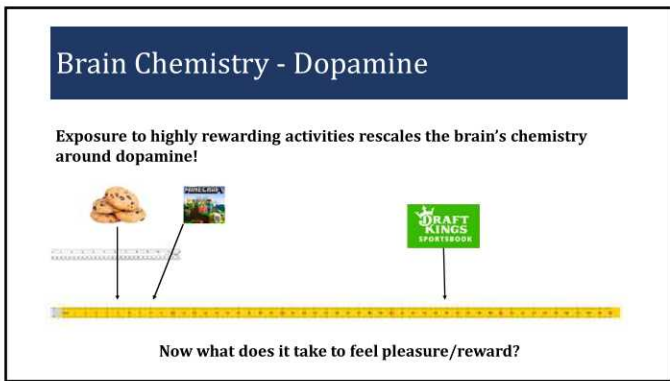 Brain Chemistry - Dopamine
Exposure to highly rewarding activities rescales the brain's chemistry
around dopamine!
MINECRAFT
DRAFT
KINGS
SPORTSBOOK
Now what does it take to feel pleasure/reward?